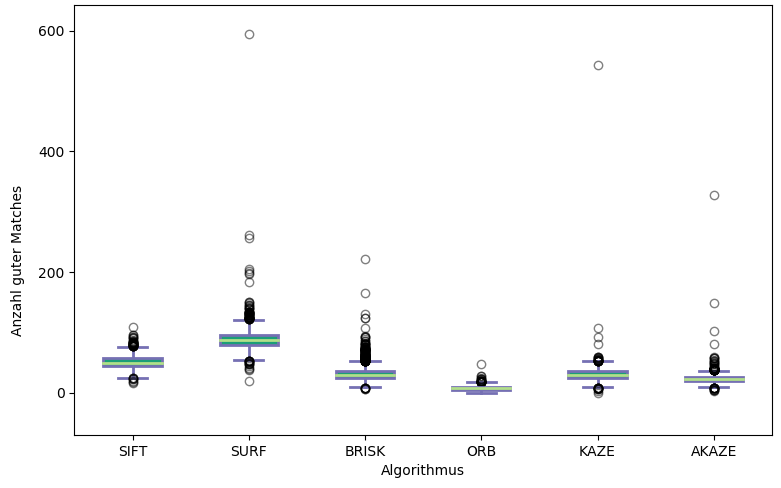 Anzahl guter Matches
600
400
200
0
SIFT SURF BRISK ORB KAZE AKAZE
Algorithmus